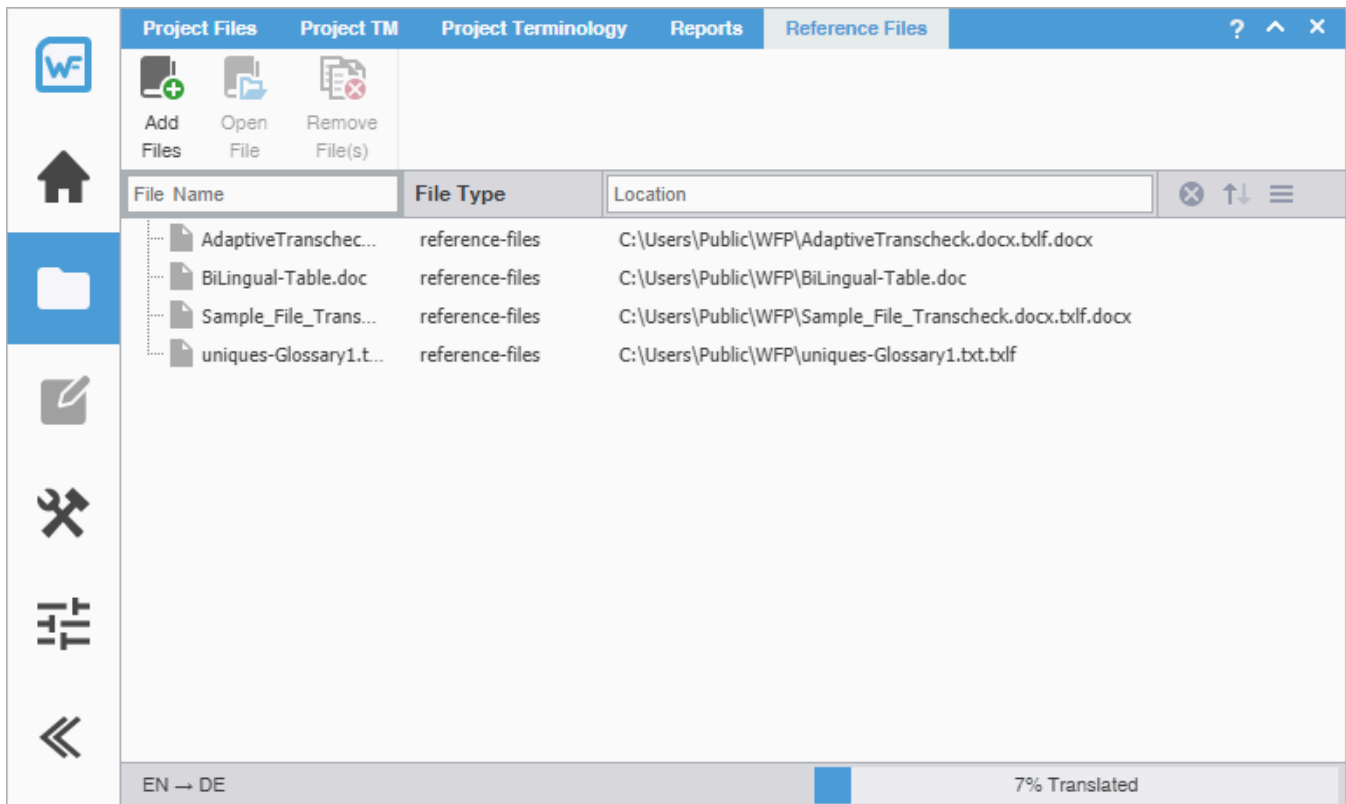 Project Files Project TM Project Terminology Reports Reference Files ?
WF
Add Files Open File Remove File(s)
File Name File Type Location
AdaptiveTranschec... reference-files C:\Users\Public\WFP\AdaptiveTranscheck.docx.txlf.docx
BiLingual-Table.doc reference-files C:\Users\Public\WFP\BiLingual-Table.doc
Sample_File_Trans... reference-files C:\Users\Public\WFP\Sample_File_Transcheck.docx.txlf.docx
uniques-Glossary1.t... reference-files C:\Users\Public\WFP\uniques-Glossary1.txt.txlf
EN → DE 7% Translated